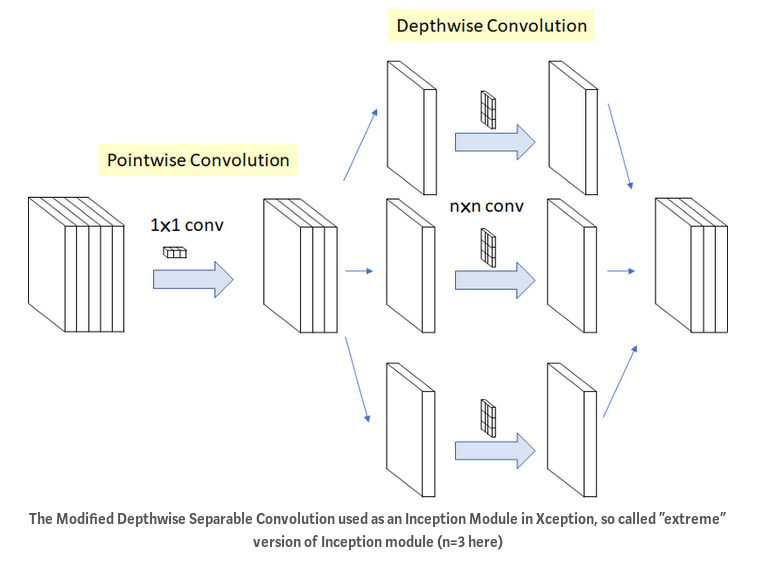 Depthwise Convolution
Pointwise Convolution
1x1 conv
nxn conv
The Modified Depthwise Separable Convolution used as an Inception Module in Xception, so called "extreme"
version of Inception module (n=3 here)